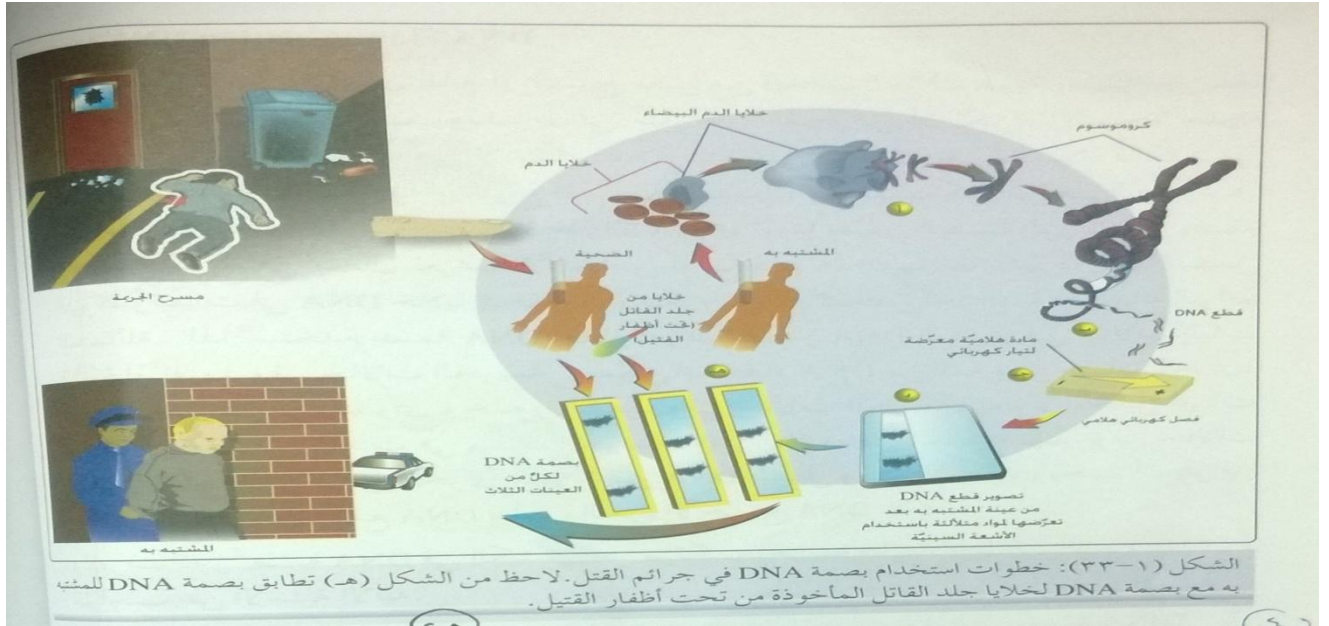 خلايا الدم البيضاء
كروموسوم
خلايا الدم
أ
الضحية
المشتبه به
خلايا من
جلد القاتل
(تحت أظفار
القتيل)
مسرح الجريمة
ب
قطع DNA
مادة هلاميّة معرّضة
لتيار كهربائي
جـ
فصل كهربائي هلامي
د
هـ
بصمة DNA
لكلٍّ من
العينات الثلاث
تصوير قطع DNA
من عينة المشتبه به بعد
تعرّضها لمواد متلألئة باستخدام
الأشعة السينيّة
المشتبه به
الشكل (١-٣٣): خطوات استخدام بصمة DNA في جرائم القتل. لاحظ من الشكل (هـ) تطابق بصمة DNA للمشتبه
به مع بصمة DNA لخلايا جلد القاتل المأخوذة من تحت أظفار القتيل.